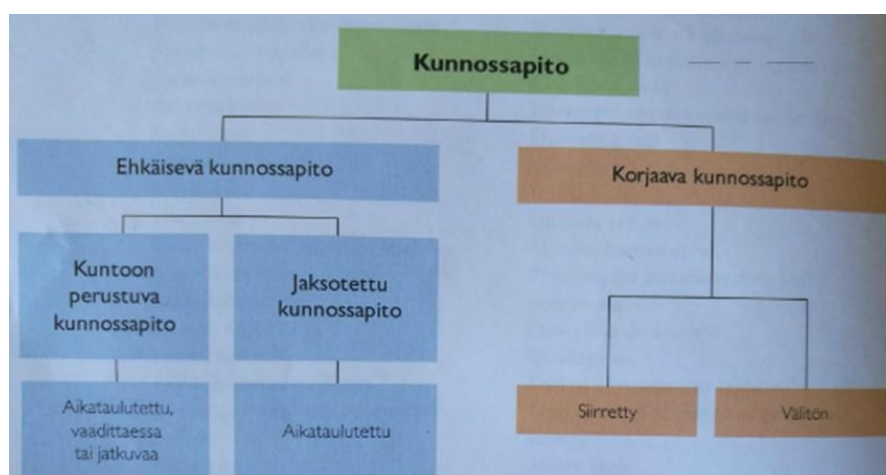 Kunnossapito
Ehkäisevä kunnossapito
Korjaava kunnossapito
Kuntoon
perustuva
kunnossapito
Jaksotettu
kunnossapito
Aikataulutettu,
vaadittaessa
tai jatkuvaa
Aikataulutettu
Siirretty
Välitön